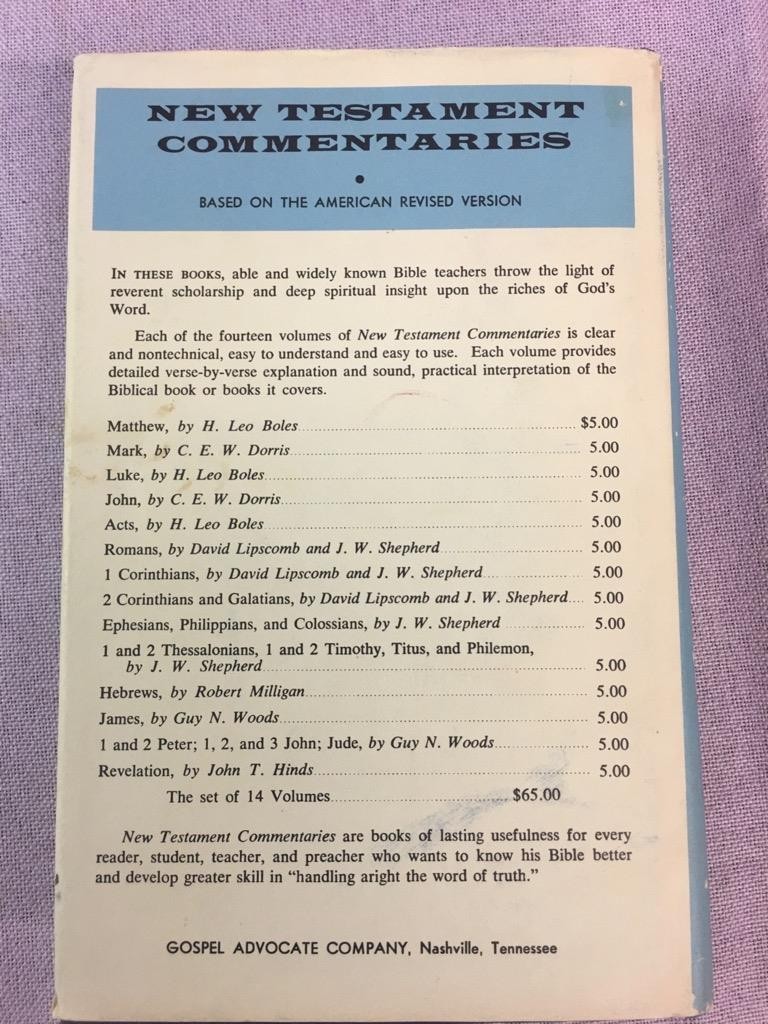 NEW TESTAMENT
COMMENTARIES
•
BASED ON THE AMERICAN REVISED VERSION
IN THESE BOOKS, able and widely known Bible teachers throw the light of
reverent scholarship and deep spiritual insight upon the riches of God's
Word.
Each of the fourteen volumes of New Testament Commentaries is clear
and nontechnical, easy to understand and easy to use. Each volume provides
detailed verse-by-verse explanation and sound, practical interpretation of the
Biblical book or books it covers.
Matthew, by H. Leo Boles........ $5.00
Mark, by C. E. W. Dorris........ 5.00
Luke, by H. Leo Boles........ 5.00
John, by C. E. W. Dorris........ 5.00
Acts, by H. Leo Boles........ 5.00
Romans, by David Lipscomb and J. W. Shepherd........ 5.00
1 Corinthians, by David Lipscomb and J. W. Shepherd........ 5.00
2 Corinthians and Galatians, by David Lipscomb and J. W. Shepherd.... 5.00
Ephesians, Philippians, and Colossians, by J. W. Shepherd........ 5.00
1 and 2 Thessalonians, 1 and 2 Timothy, Titus, and Philemon,
by J. W. Shepherd........ 5.00
Hebrews, by Robert Milligan........ 5.00
James, by Guy N. Woods........ 5.00
1 and 2 Peter; 1, 2, and 3 John; Jude, by Guy N. Woods........ 5.00
Revelation, by John T. Hinds........ 5.00
The set of 14 Volumes........ $65.00
New Testament Commentaries are books of lasting usefulness for every
reader, student, teacher, and preacher who wants to know his Bible better
and develop greater skill in "handling aright the word of truth."
GOSPEL ADVOCATE COMPANY, Nashville, Tennessee